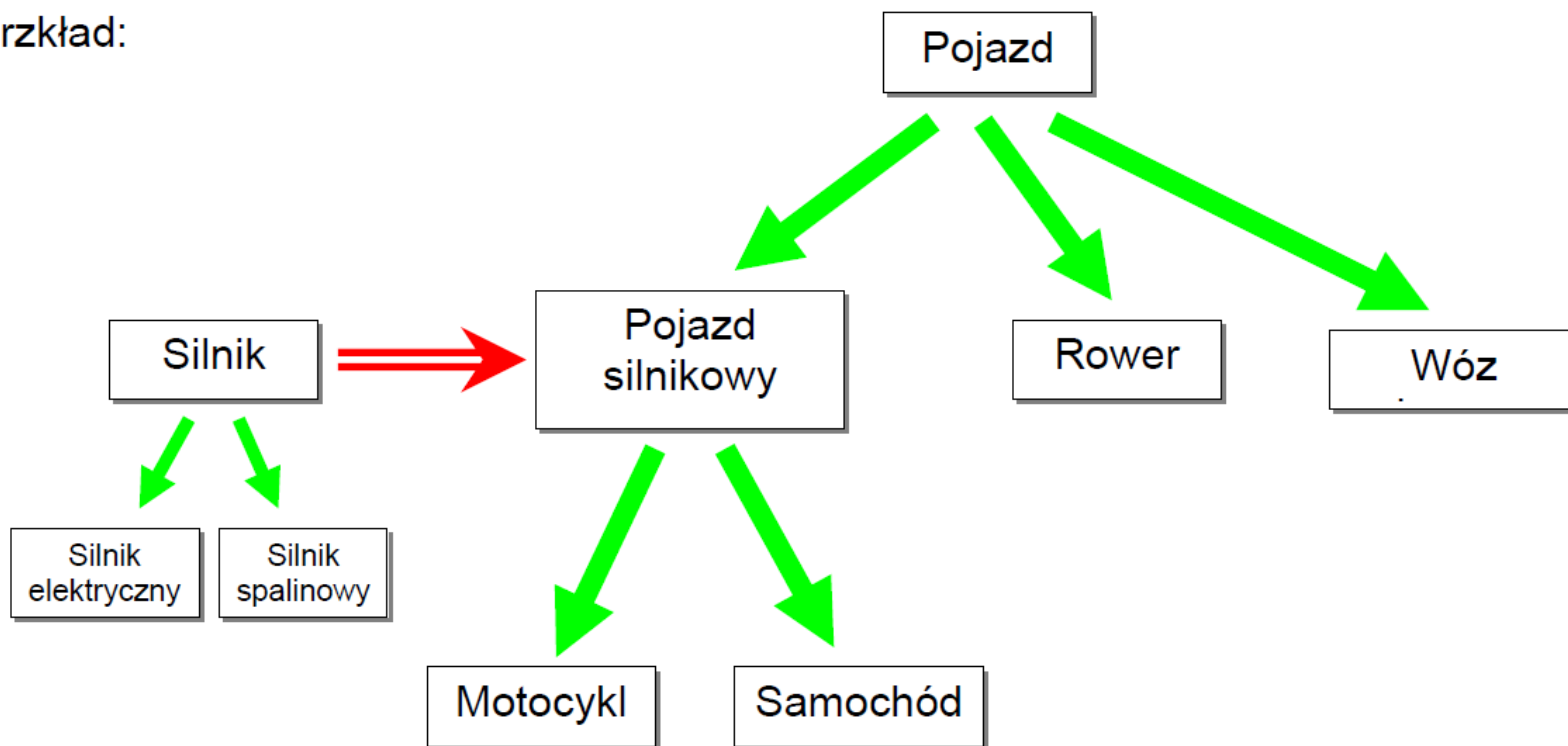 rzkład:
Pojazd
Silnik
Pojazd
silnikowy
Rower
Wóz
Silnik
elektryczny
Silnik
spalinowy
Motocykl
Samochód